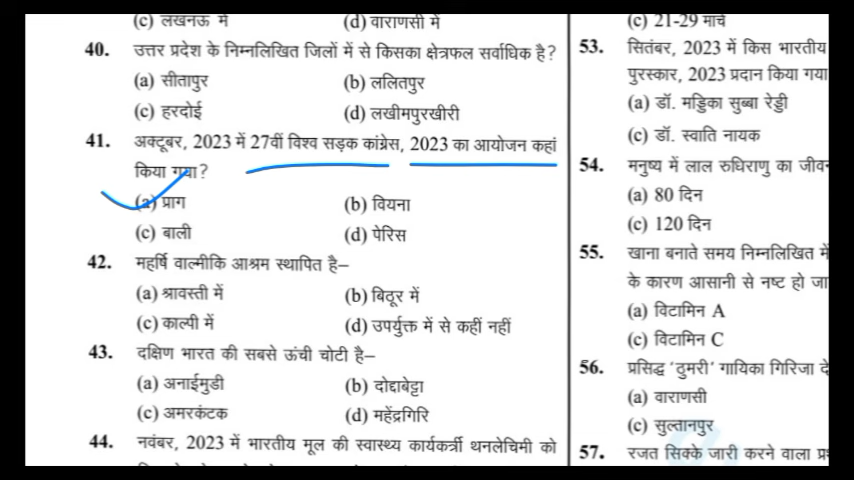 (c) लखनऊ में (d) वाराणसी में
40. उत्तर प्रदेश के निम्नलिखित जिलों में से किसका क्षेत्रफल सर्वाधिक है?
(a) सीतापुर (b) ललितपुर
(c) हरदोई (d) लखीमपुरखीरी
41. अक्टूबर, 2023 में 27वीं विश्व सड़क कांग्रेस, 2023 का आयोजन कहां
किया गया?
(a) प्राग (b) वियना
(c) बाली (d) पेरिस
42. महर्षि वाल्मीकि आश्रम स्थापित है–
(a) श्रावस्ती में (b) बिठूर में
(c) काल्पी में (d) उपर्युक्त में से कहीं नहीं
43. दक्षिण भारत की सबसे ऊंची चोटी है–
(a) अनाईमुडी (b) दोद्दाबेट्टा
(c) अमरकंटक (d) महेंद्रगिरि
44. नवंबर, 2023 में भारतीय मूल की स्वास्थ्य कार्यकर्त्री थनलेचिमी को
(c) 21-29 मार्च
53. सितंबर, 2023 में किस भारतीय
पुरस्कार, 2023 प्रदान किया गया
(a) डॉ. मड्डिका सुब्बा रेड्डी
(c) डॉ. स्वाति नायक
54. मनुष्य में लाल रुधिराणु का
(a) 80 दिन
(c) 120 दिन
55. खाना बनाते समय निम्नलिखित में
के कारण आसानी से नष्ट हो
(a) विटामिन A
(c) विटामिन C
56. प्रसिद्ध 'ठुमरी' गायिका गिरिजा
(a) वाराणसी
(c) सुल्तानपुर
57. रजत सिक्के जारी करने वाला